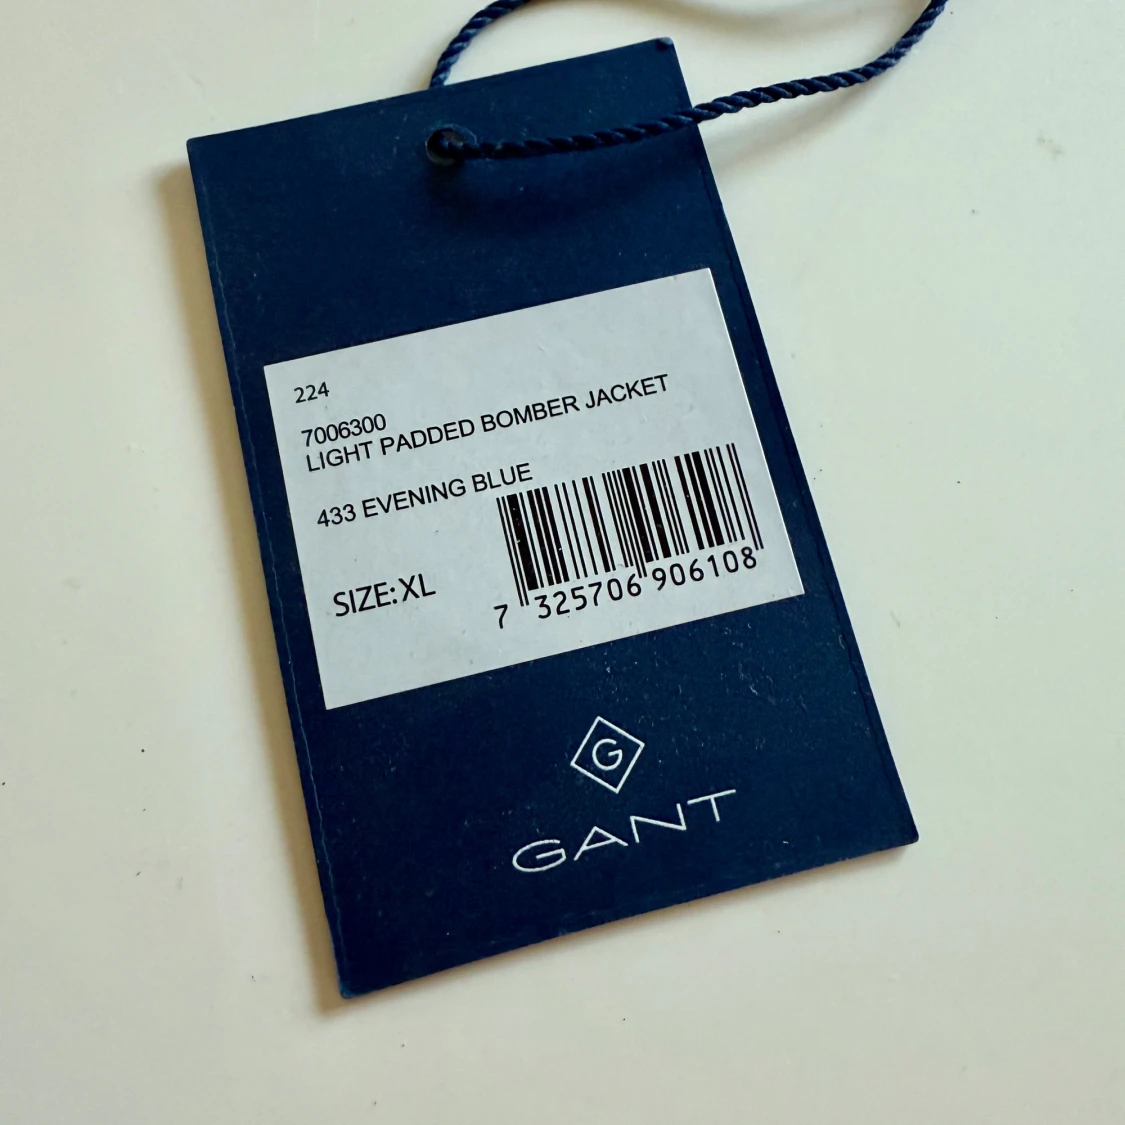 224
7006300
LIGHT PADDED BOMBER JACKET
433 EVENING BLUE
SIZE: XL
7 325706 906108
G
GANT